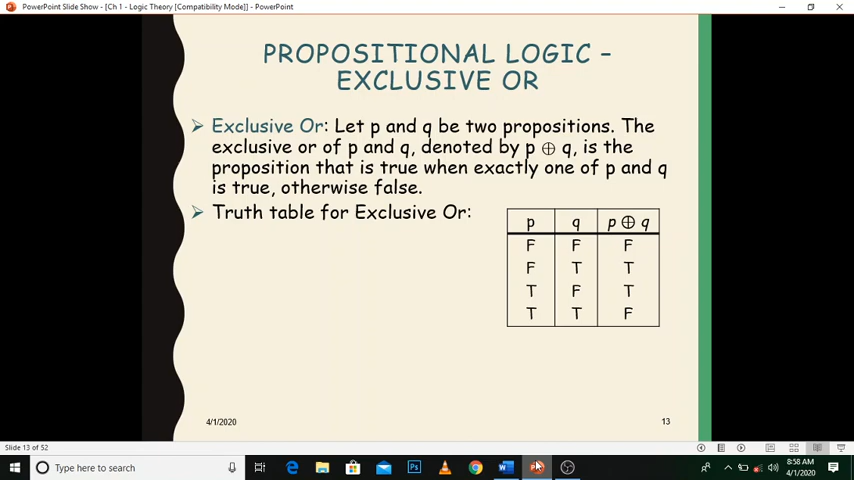 PowerPoint Slide Show - [Ch 1 - Logic Theory [Compatibility Mode]] - PowerPoint
PROPOSITIONAL LOGIC –
EXCLUSIVE OR
Exclusive Or: Let p and q be two propositions. The
exclusive or of p and q, denoted by p ⊕ q, is the
proposition that is true when exactly one of p and q
is true, otherwise false.
Truth table for Exclusive Or:
p q p ⊕ q
F F F
F T T
T F T
T T F
4/1/2020 13
Slide 13 of 52
Type here to search
8:58 AM
4/1/2020